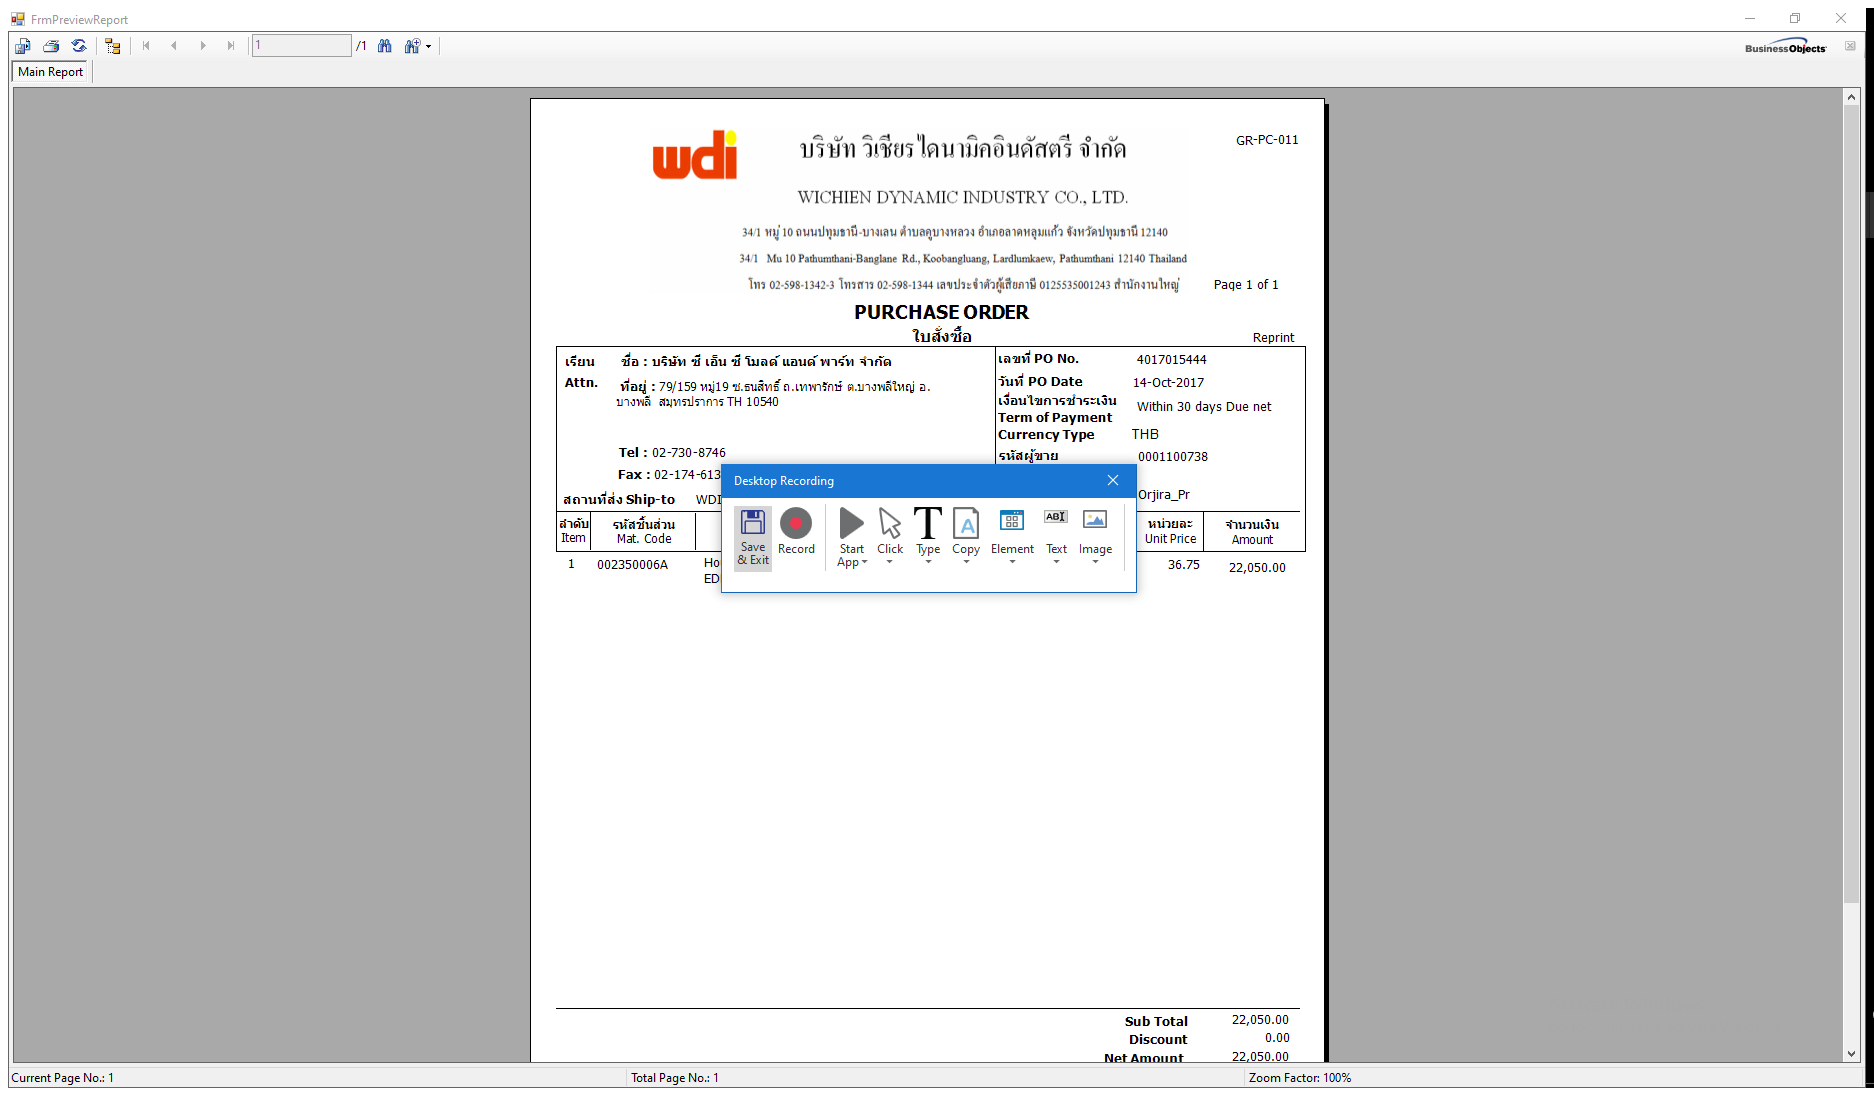 FrmPreviewReport
1 /1
BusinessObjects
Main Report
wdi
บริษัท วิเชียรไดนามิคอินดัสตรี จำกัด
GR-PC-011
WICHIEN DYNAMIC INDUSTRY CO., LTD.
34/1 หมู่ 10 ถนนปทุมธานี-บางเลน ตำบลคูบางหลวง อำเภอลาดหลุมแก้ว จังหวัดปทุมธานี 12140
34/1 Mu 10 Pathumthani-Banglane Rd., Koobangluang, Lardlumkaew, Pathumthani 12140 Thailand
โทร 02-598-1342-3 โทรสาร 02-598-1344 เลขประจำตัวผู้เสียภาษี 0125535001243 สำนักงานใหญ่
Page 1 of 1
PURCHASE ORDER
ใบสั่งซื้อ
Reprint
เรียน ชื่อ : บริษัท ซี เอ็น ซี โมลด์ แอนด์ พาร์ท จำกัด
เลขที่ PO No. 4017015444
Attn. ที่อยู่ : 79/159 หมู่19 ซ.ธนสิทธิ์ ถ.เทพารักษ์ ต.บางพลีใหญ่ อ.
บางพลี สมุทรปราการ TH 10540
วันที่ PO Date 14-Oct-2017
เงื่อนไขการชำระเงิน
Term of Payment Within 30 days Due net
Currency Type THB
Tel : 02-730-8746
รหัสผู้ขาย 0001100738
Fax : 02-174-613
สถานที่ส่ง Ship-to WDI
Orjira_Pr
Desktop Recording
Save & Exit
Record
Start App
Click
Type
Copy
Element
ABI
Text
Image
ลำดับ รหัสชิ้นส่วน หน่วยละ จำนวนเงิน
Item Mat. Code Unit Price Amount
1 002350006A Ho 36.75 22,050.00
ED
Sub Total 22,050.00
Discount 0.00
Net Amount 22,050.00
Current Page No.: 1
Total Page No.: 1
Zoom Factor: 100%